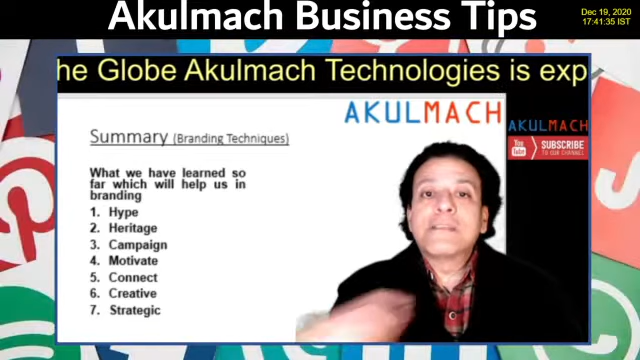 Akulmach Business Tips
Dec 19, 2020
17:41:35 IST
he Globe Akulmach Technologies is exp
AKULMACH
AKULMACH
You Tube
SUBSCRIBE
TO OUR CHANNEL
Summary (Branding Techniques)
What we have learned so
far which will help us in
branding
1. Hype
2. Heritage
3. Campaign
4. Motivate
5. Connect
6. Creative
7. Strategic